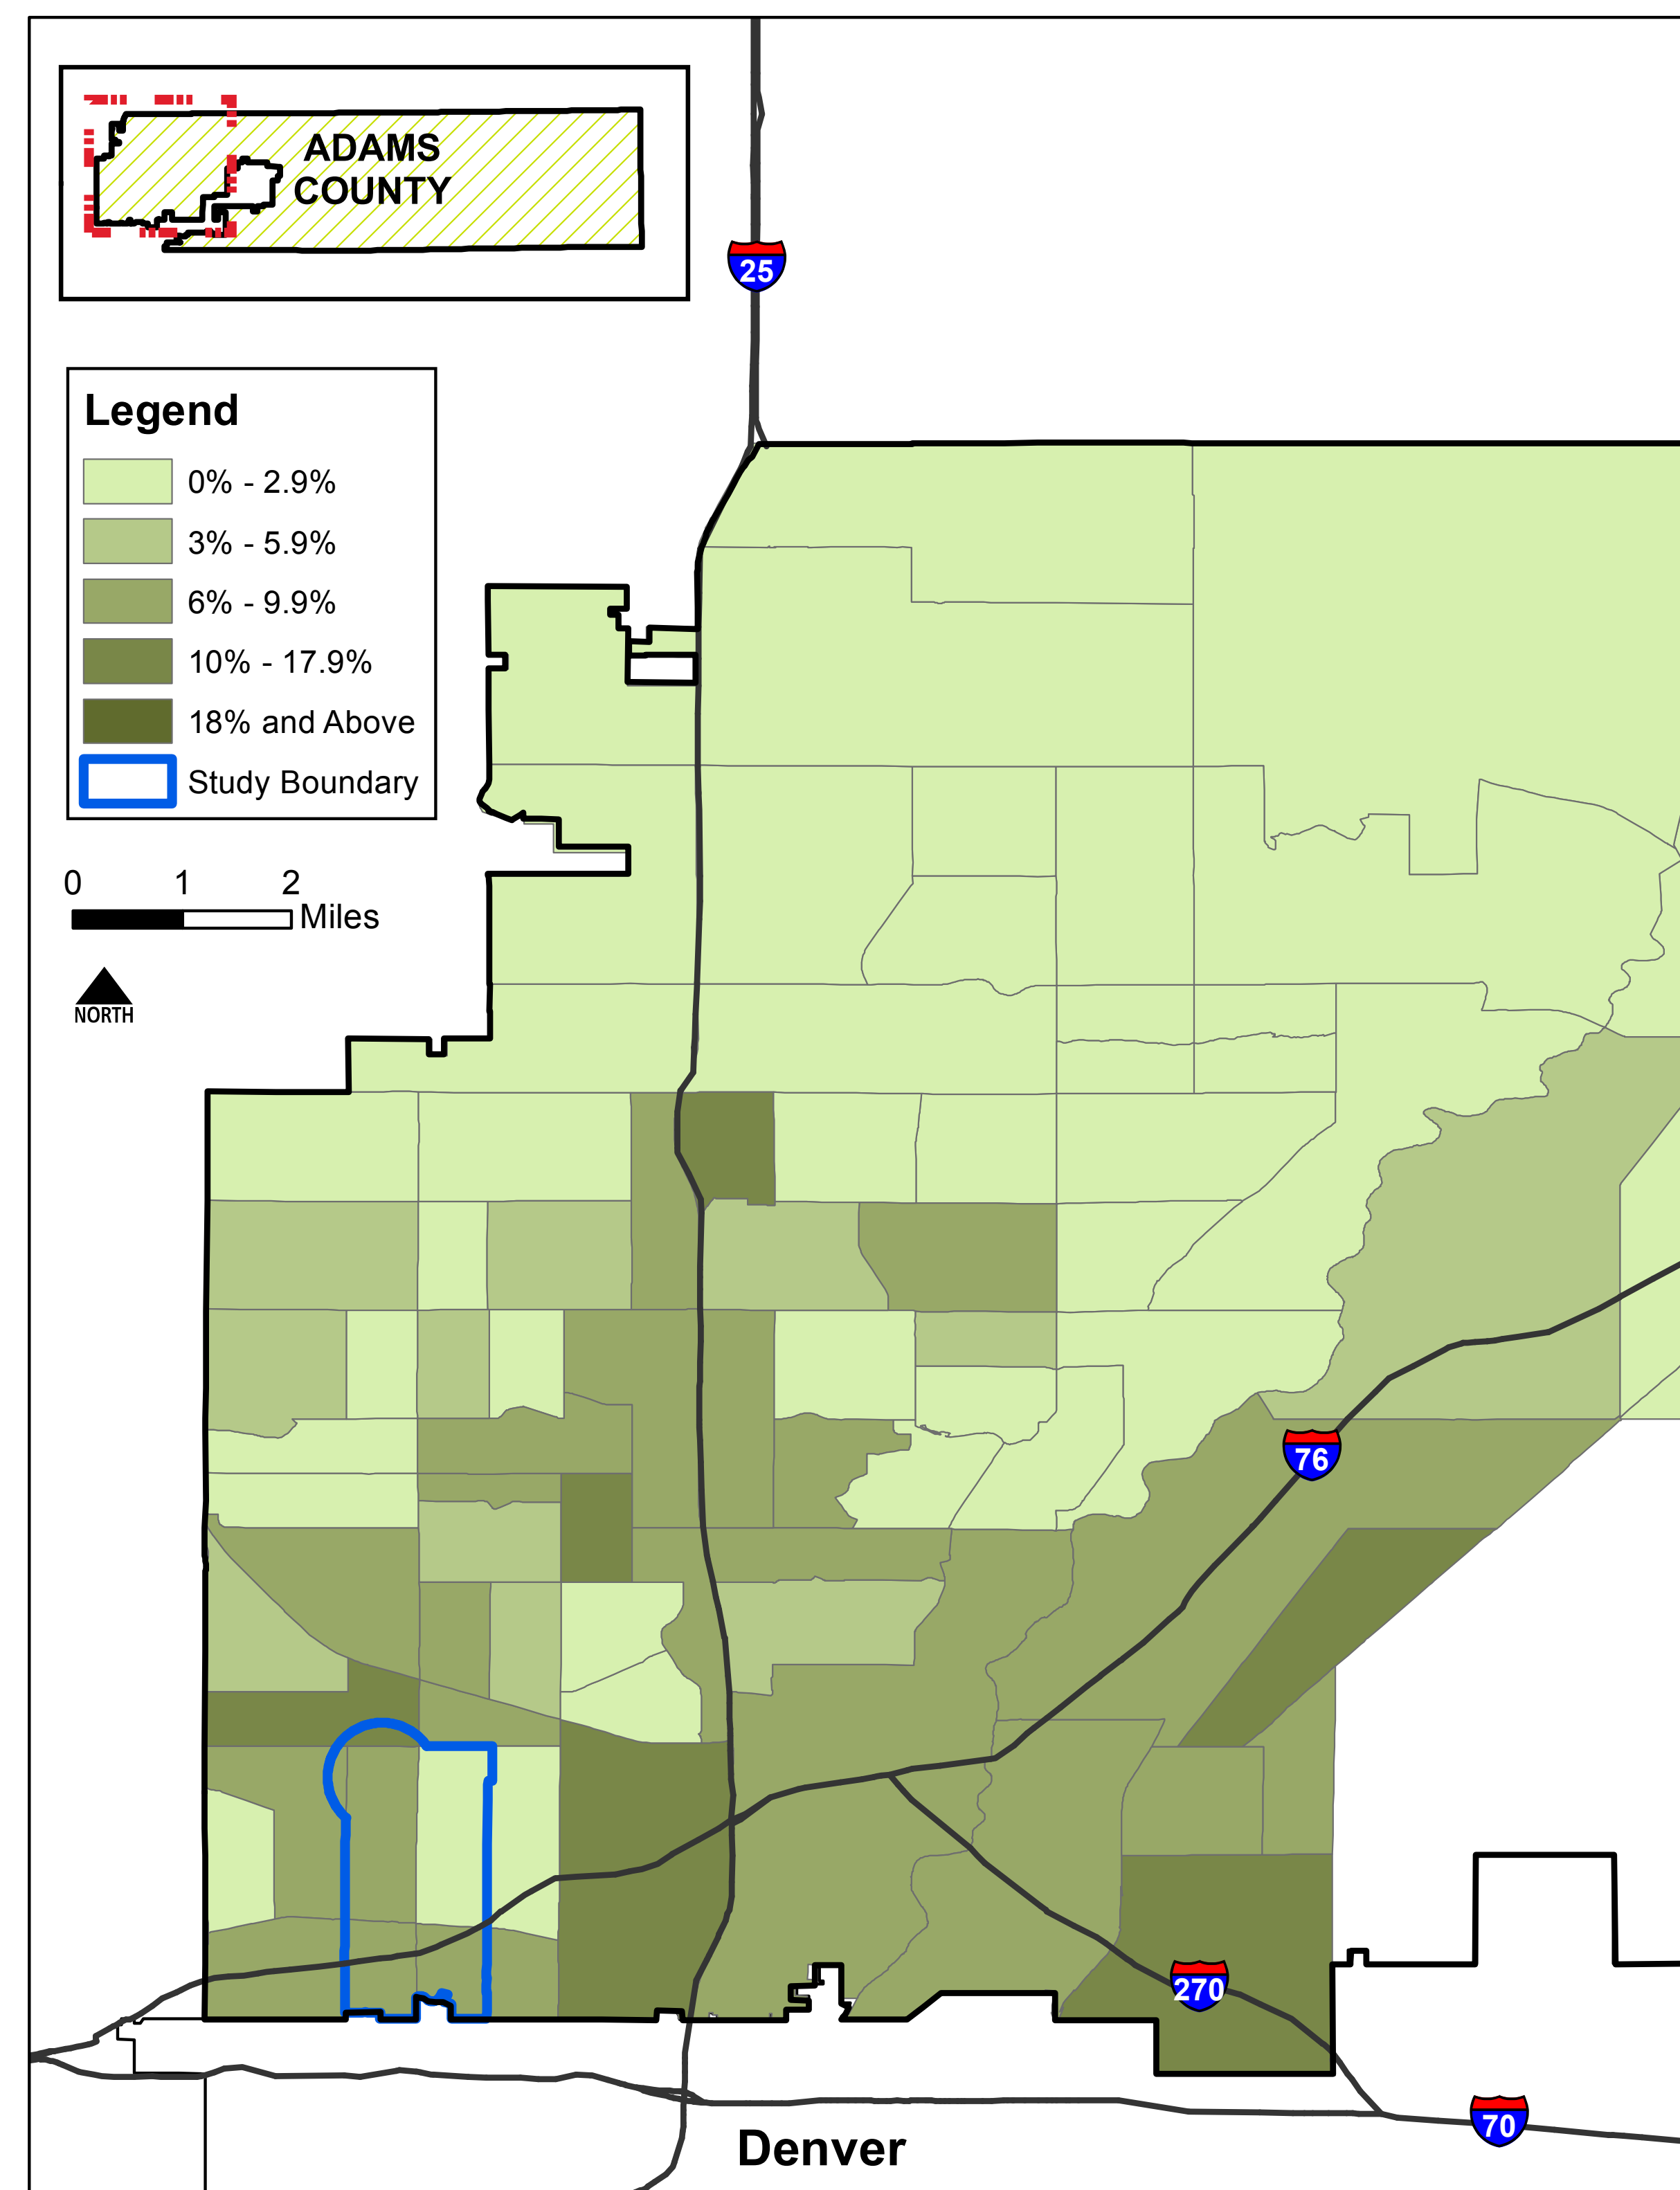 ADAMS
COUNTY
25
Legend
0% - 2.9%
3% - 5.9%
6% - 9.9%
10% - 17.9%
18% and Above
Study Boundary
0 1 2
Miles
NORTH
76
270
70
Denver